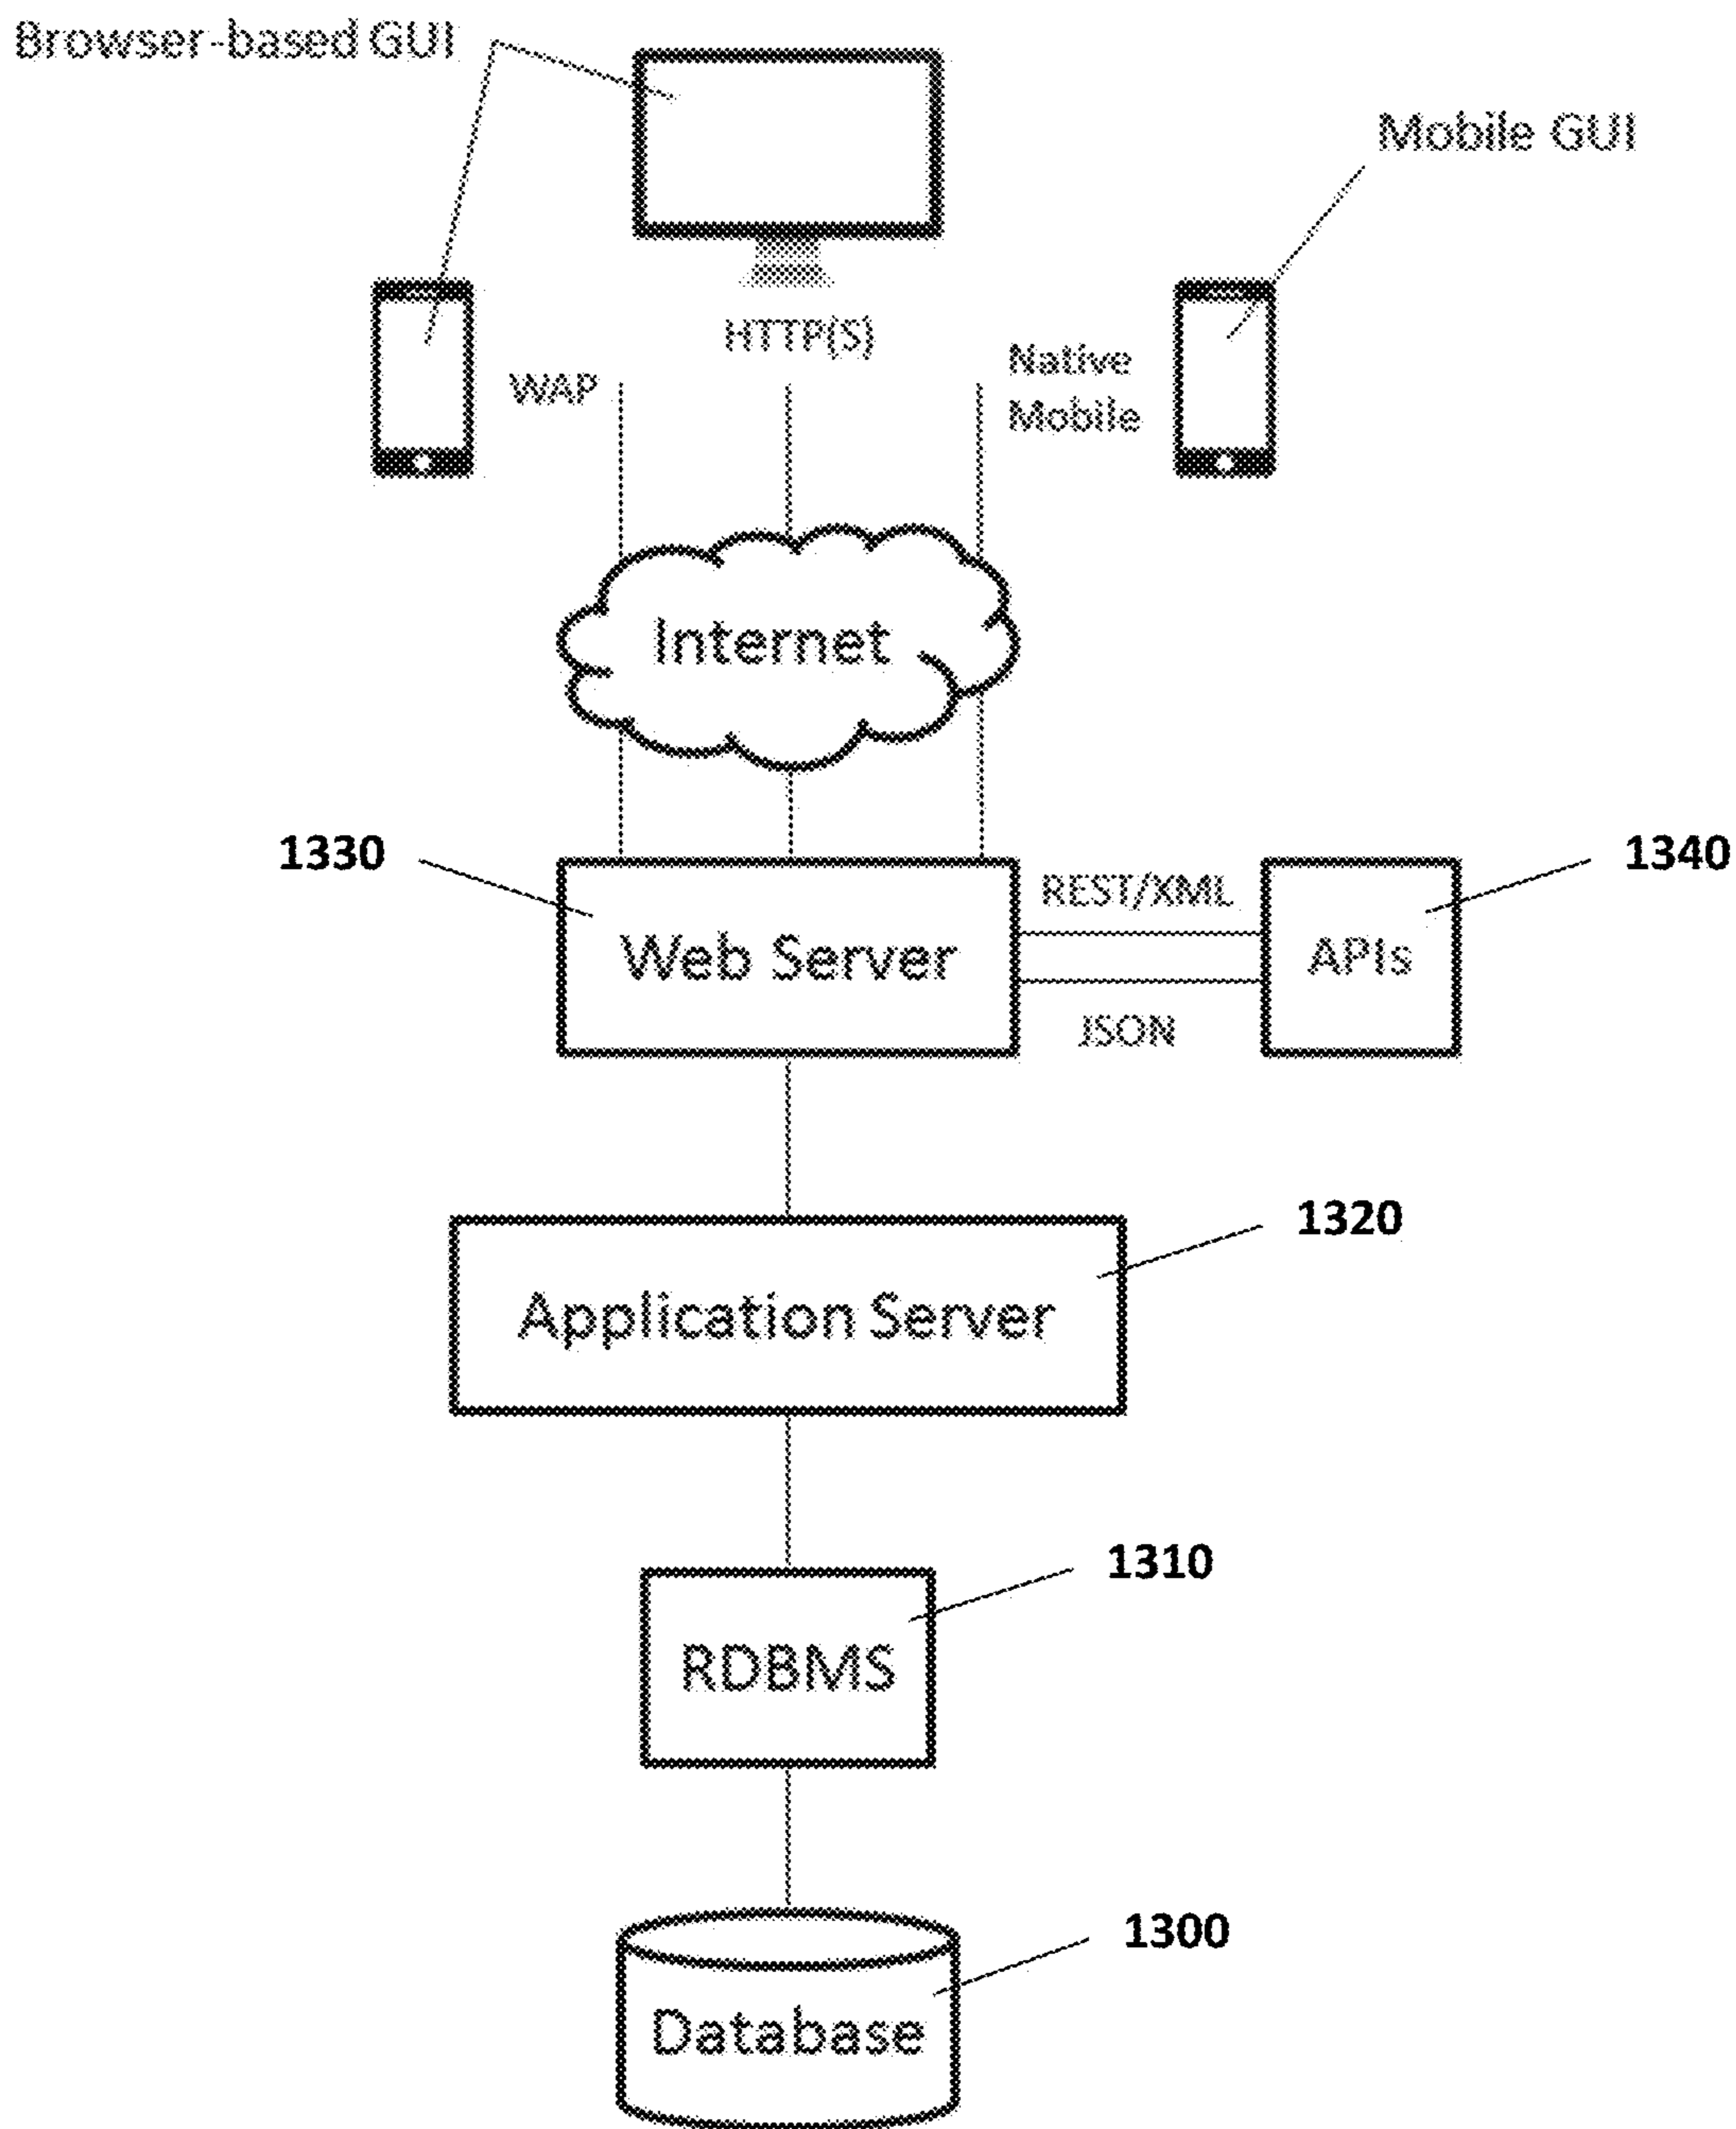 Browser-based GUI
Mobile GUI
HTTP(S)
WAP
Native
Mobile
Internet
1330
1340
REST/XML
Web Server
APIs
JSON
1320
Application Server
1310
RDBMS
1300
Database